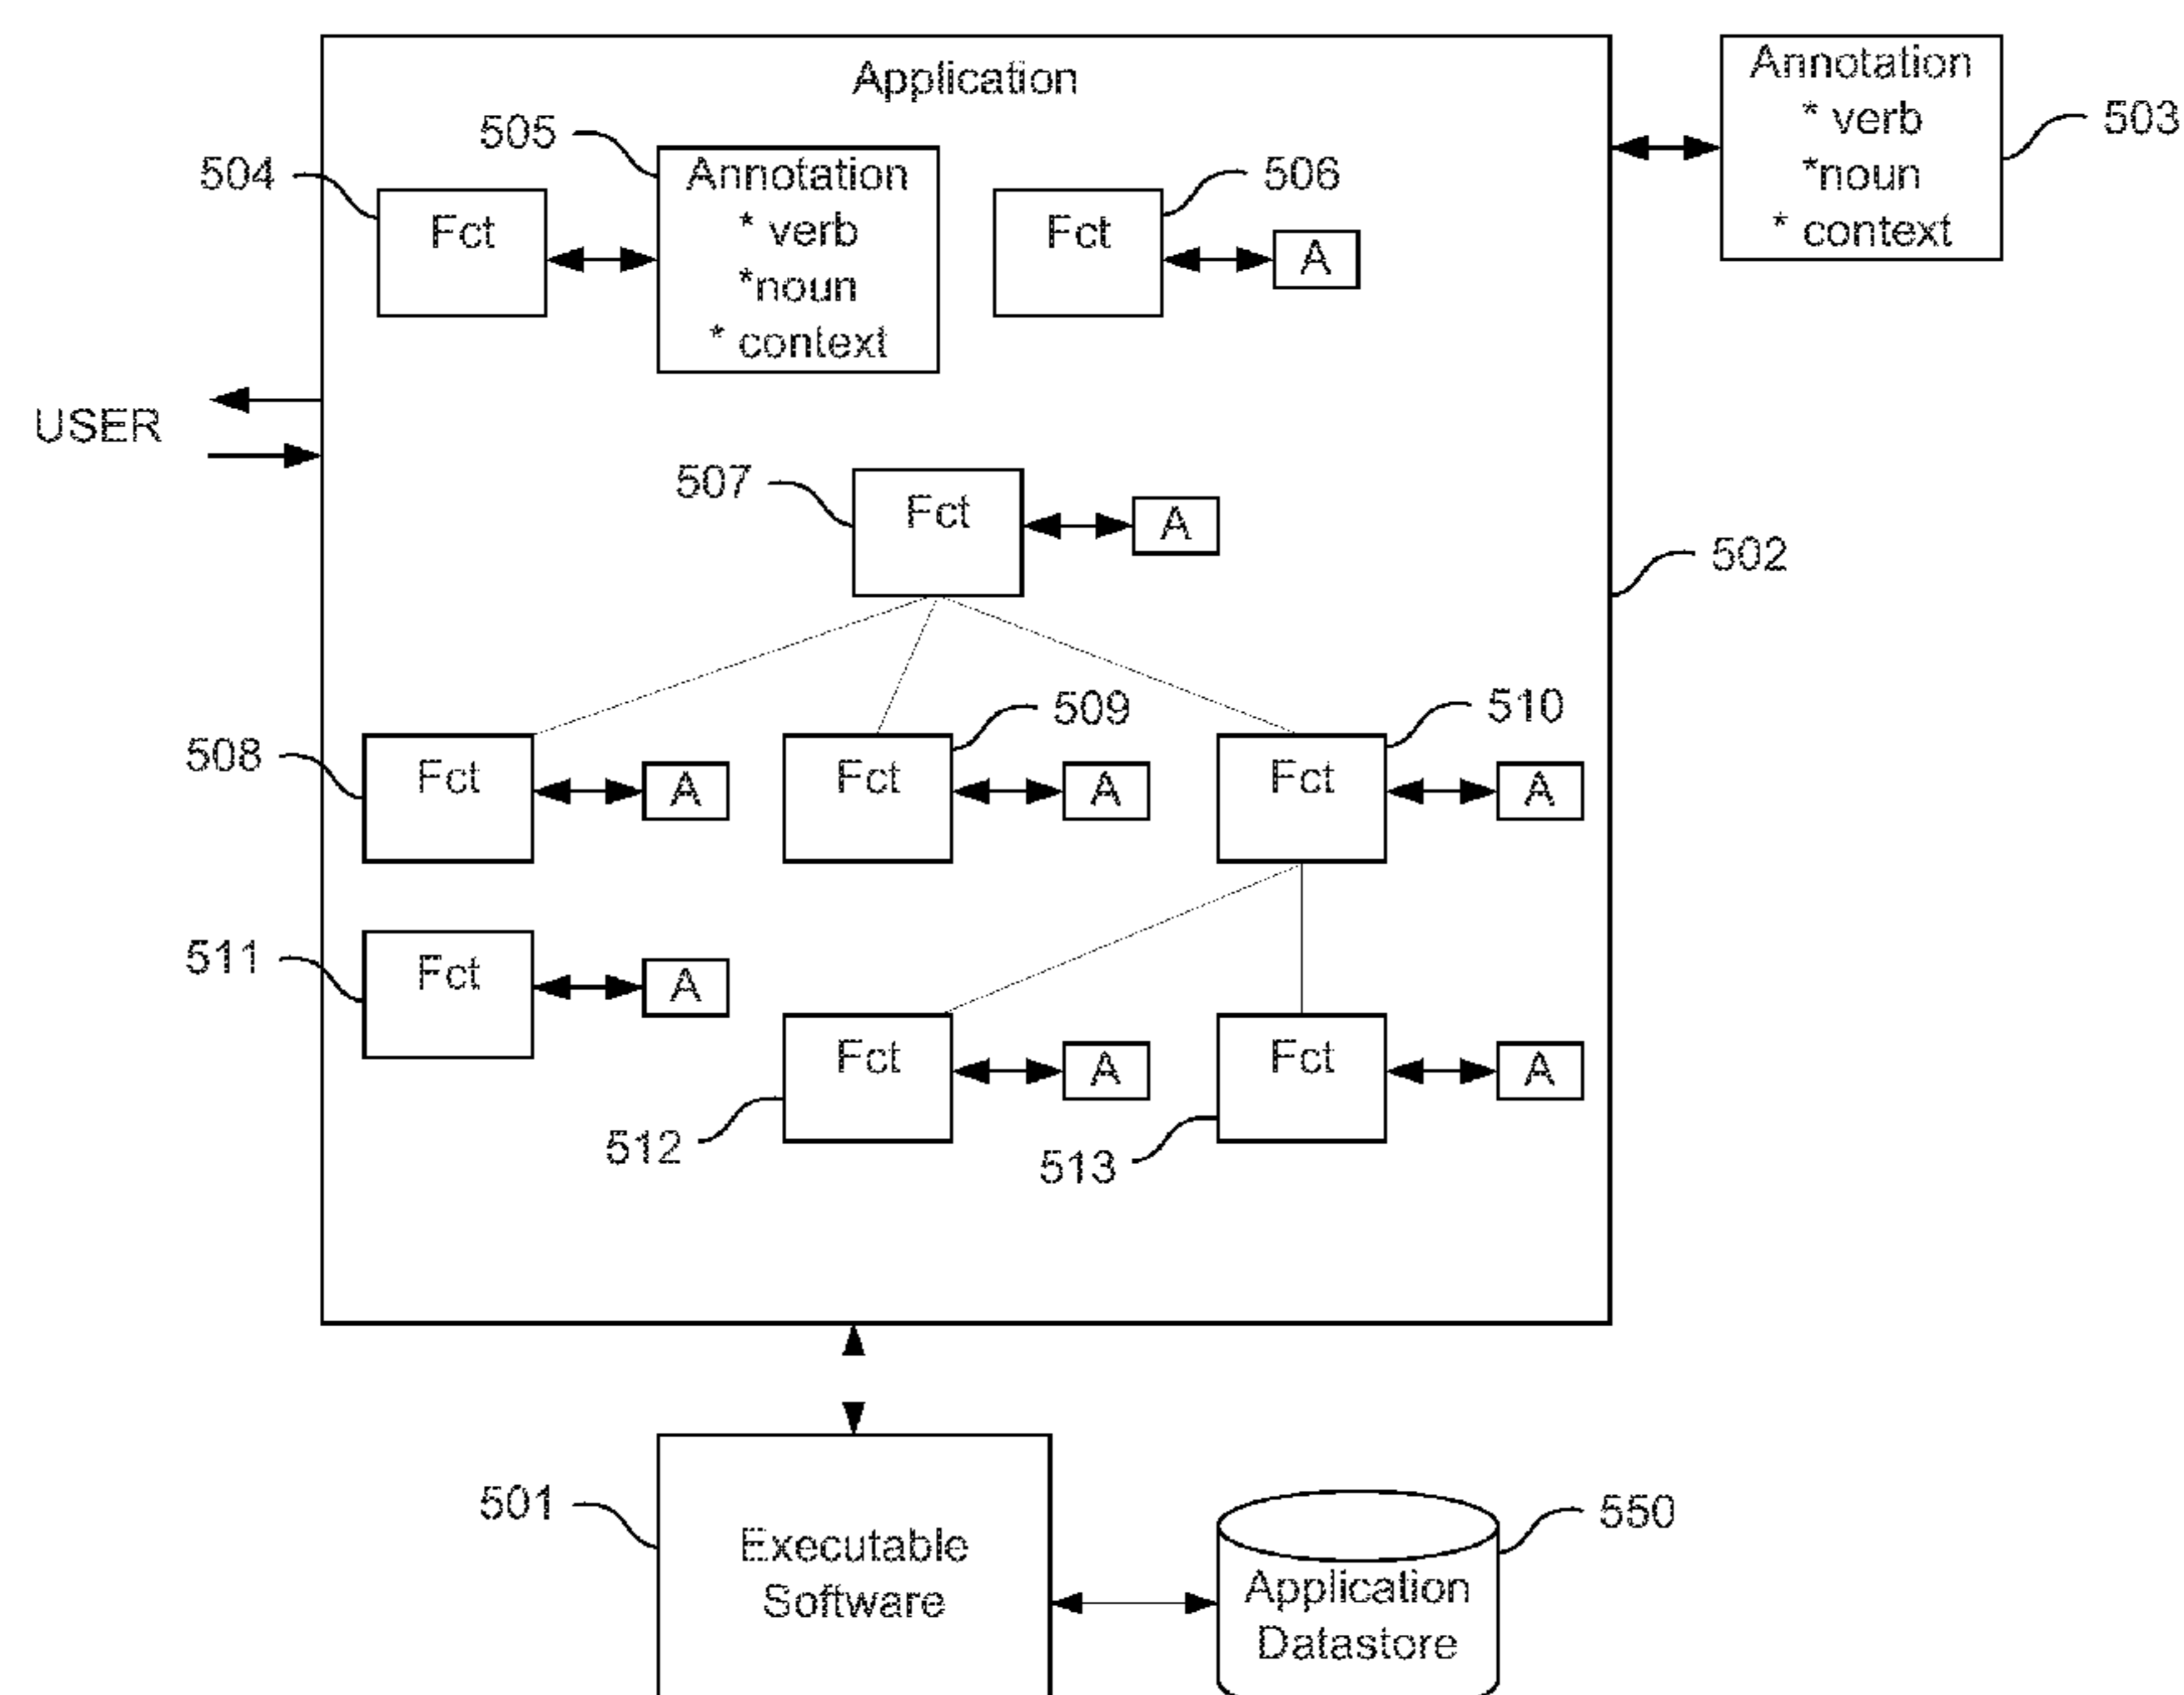 Application
Annotation
* verb
*noun
* context
503
505
Annotation
* verb
*noun
* context
504
Fct
506
Fct
A
USER
507
Fct
A
502
508
Fct
A
509
Fct
A
510
Fct
A
511
Fct
A
512
Fct
A
513
Fct
A
501
Executable
Software
550
Application
Datastore